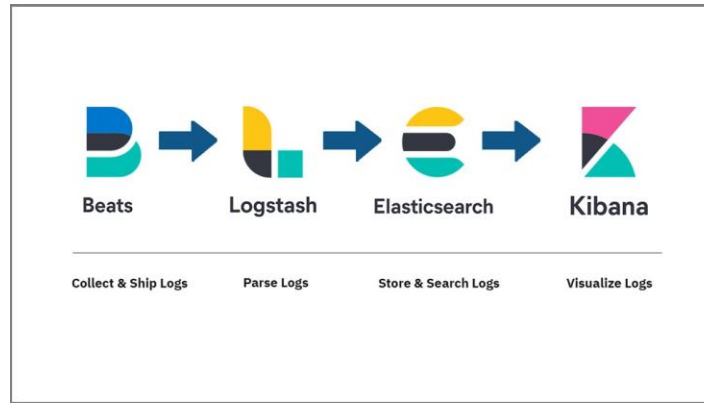 Beats
Logstash
Elasticsearch
Kibana
Collect & Ship Logs
Parse Logs
Store & Search Logs
Visualize Logs